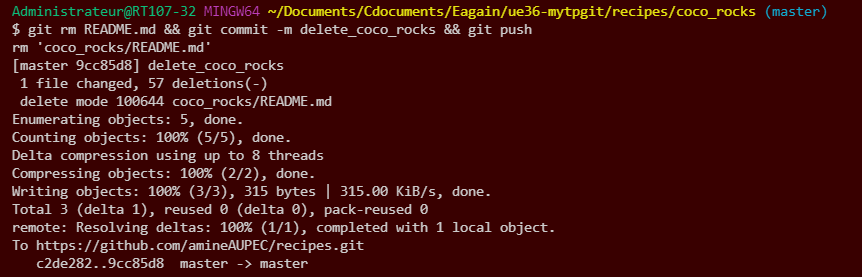 Administrateur@RT107-32 MINGW64 ~/Documents/Cdocuments/Eagain/ue36-mytpgit/recipes/coco_rocks (master)
$ git rm README.md && git commit -m delete_coco_rocks && git push
rm 'coco_rocks/README.md'
[master 9cc85d8] delete_coco_rocks
 1 file changed, 57 deletions(-)
 delete mode 100644 coco_rocks/README.md
Enumerating objects: 5, done.
Counting objects: 100% (5/5), done.
Delta compression using up to 8 threads
Compressing objects: 100% (2/2), done.
Writing objects: 100% (3/3), 315 bytes | 315.00 KiB/s, done.
Total 3 (delta 1), reused 0 (delta 0), pack-reused 0
remote: Resolving deltas: 100% (1/1), completed with 1 local object.
To https://github.com/amineAUPEC/recipes.git
   c2de282..9cc85d8  master -> master